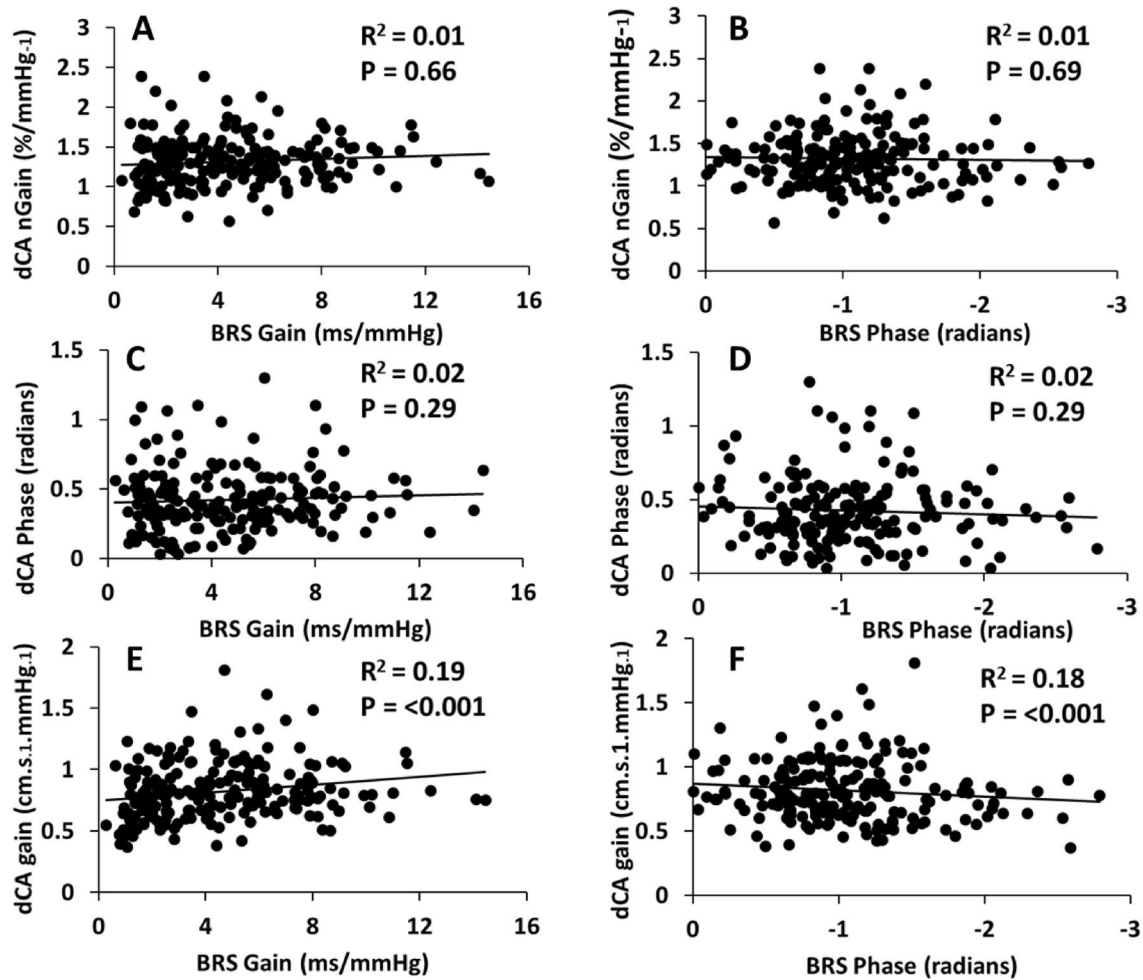 A
R² = 0.01
P = 0.66
dCA nGain (%/mmHg-1)
3
2.5
2
1.5
1
0.5
0
0
4
8
12
16
BRS Gain (ms/mmHg)
B
R² = 0.01
P = 0.69
dCA nGain (%/mmHg-1)
3
2.5
2
1.5
1
0.5
0
0
-1
-2
-3
BRS Phase (radians)
C
R² = 0.02
P = 0.29
dCA Phase (radians)
1.5
1
0.5
0
0
4
8
12
16
BRS Gain (ms/mmHg)
D
R² = 0.02
P = 0.29
dCA Phase (radians)
1.5
1
0.5
0
0
-1
-2
-3
BRS Phase (radians)
E
R² = 0.19
P = <0.001
dCA gain (cm.s.1.mmHg.1)
2
1.5
1
0.5
0
0
4
8
12
16
BRS Gain (ms/mmHg)
F
R² = 0.18
P = <0.001
dCA gain (cm.s.1.mmHg.1)
2
1.5
1
0.5
0
0
-1
-2
-3
BRS Phase (radians)